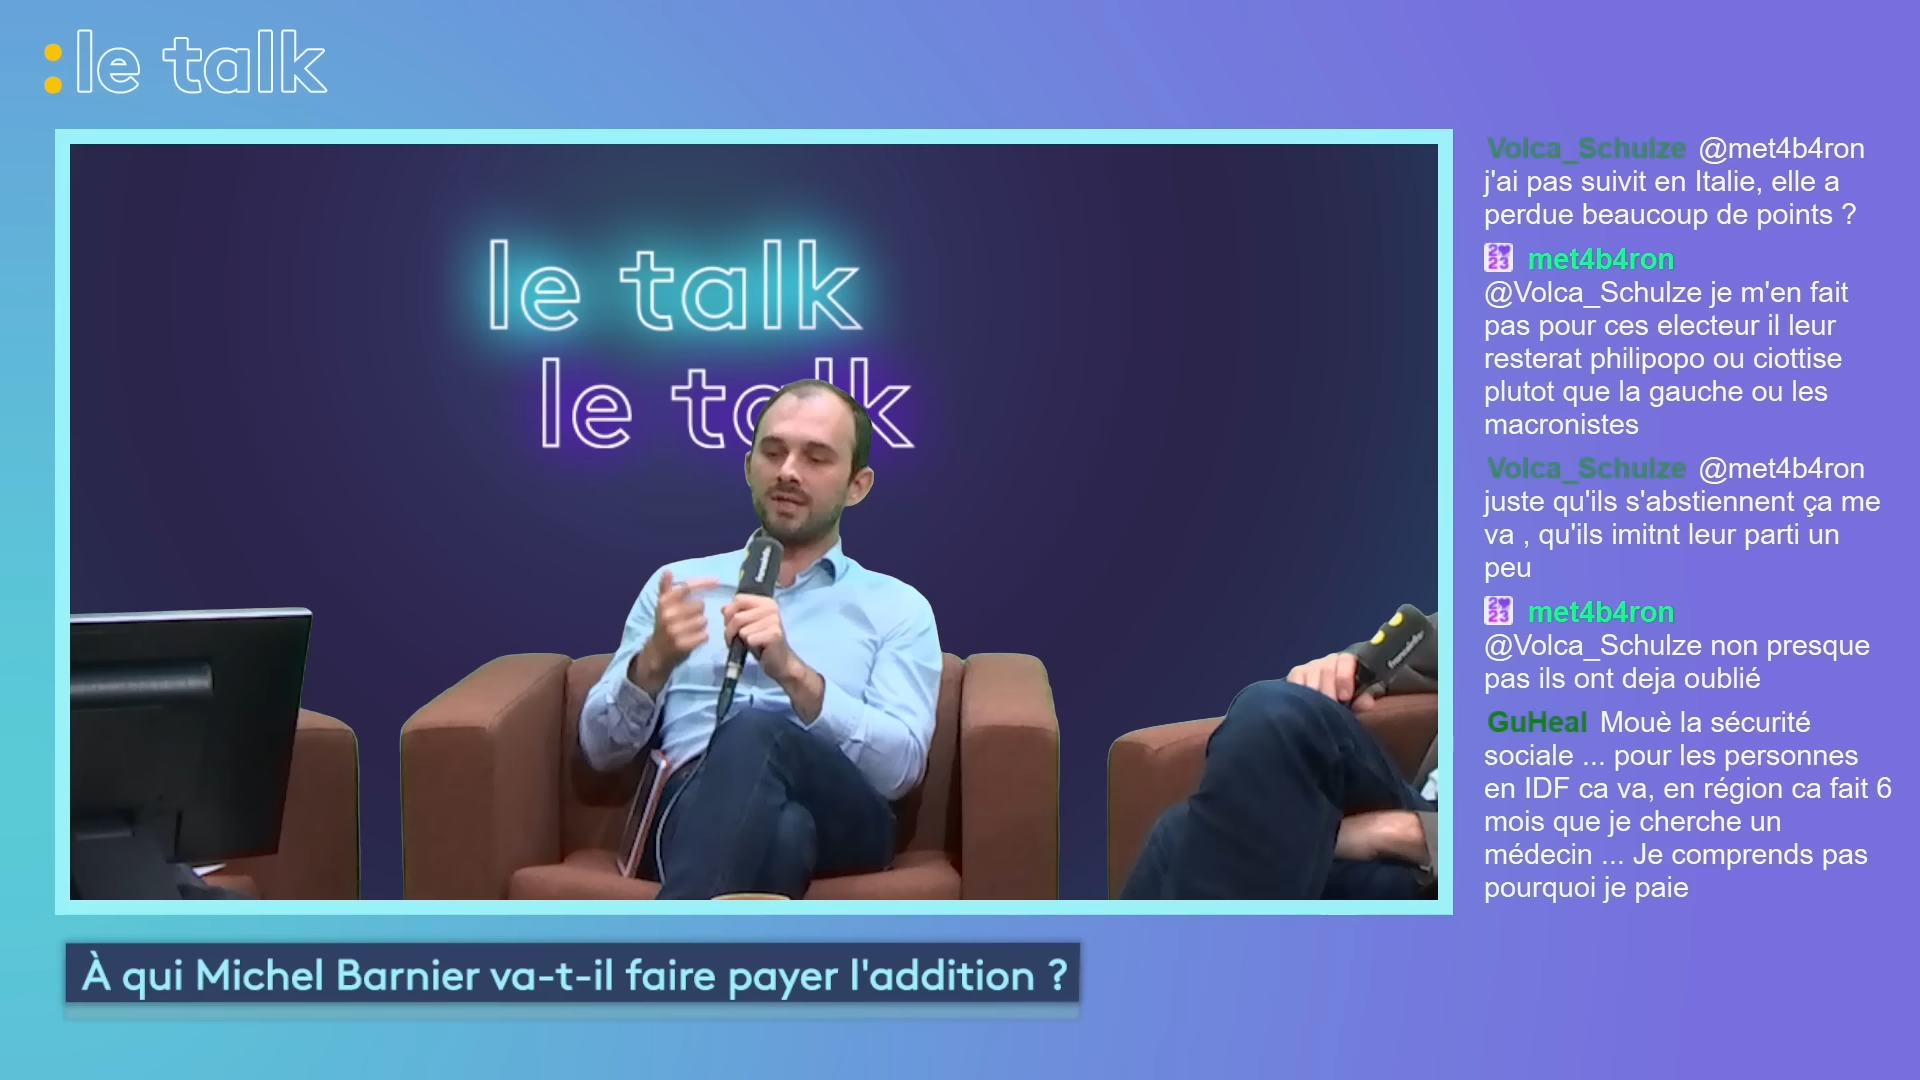 :le talk
le talk
le talk
franceinfo
franceinfo
Volca_Schulze @met4b4ron
j'ai pas suivit en Italie, elle a
perdue beaucoup de points ?
2023 met4b4ron
@Volca_Schulze je m'en fait
pas pour ces electeur il leur
resterat philipopo ou ciottise
plutot que la gauche ou les
macronistes
Volca_Schulze @met4b4ron
juste qu'ils s'abstiennent ça me
va , qu'ils imitnt leur parti un
peu
2023 met4b4ron
@Volca_Schulze non presque
pas ils ont deja oublié
GuHeal Mouè la sécurité
sociale ... pour les personnes
en IDF ca va, en région ca fait 6
mois que je cherche un
médecin ... Je comprends pas
pourquoi je paie
À qui Michel Barnier va-t-il faire payer l'addition ?